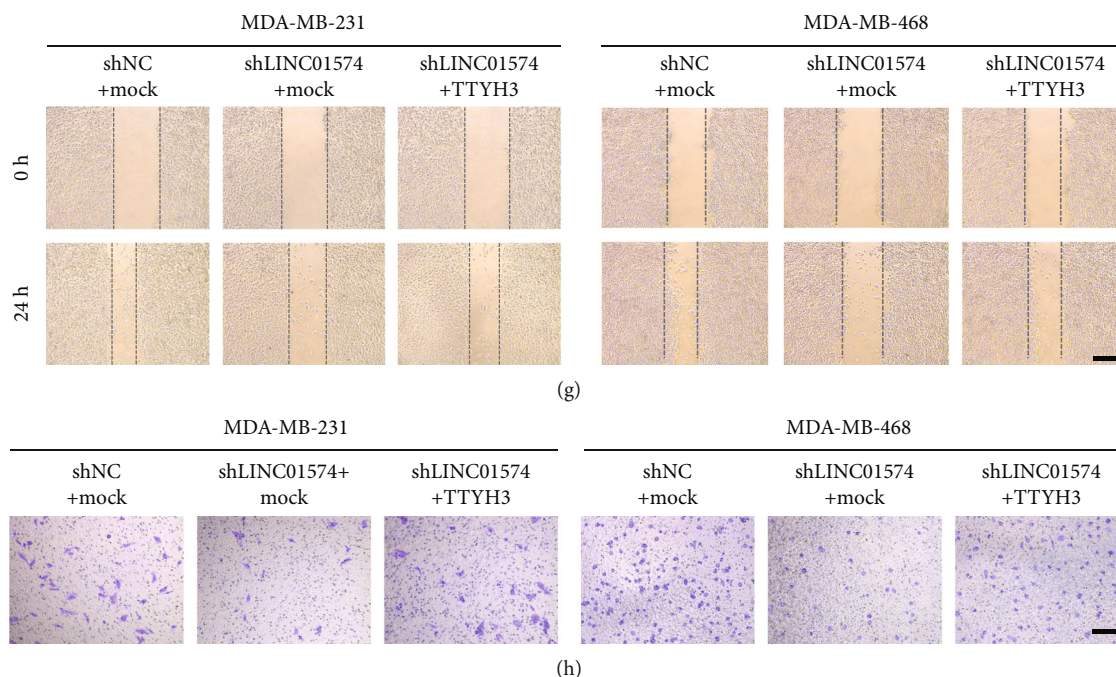 MDA-MB-231
MDA-MB-468
shNC
+mock
shLINC01574
+mock
shLINC01574
+TTYH3
shNC
+mock
shLINC01574
+mock
shLINC01574
+TTYH3
0 h
24 h
(g)
MDA-MB-231
MDA-MB-468
shNC
+mock
shLINC01574+
mock
shLINC01574
+TTYH3
shNC
+mock
shLINC01574
+mock
shLINC01574
+TTYH3
(h)